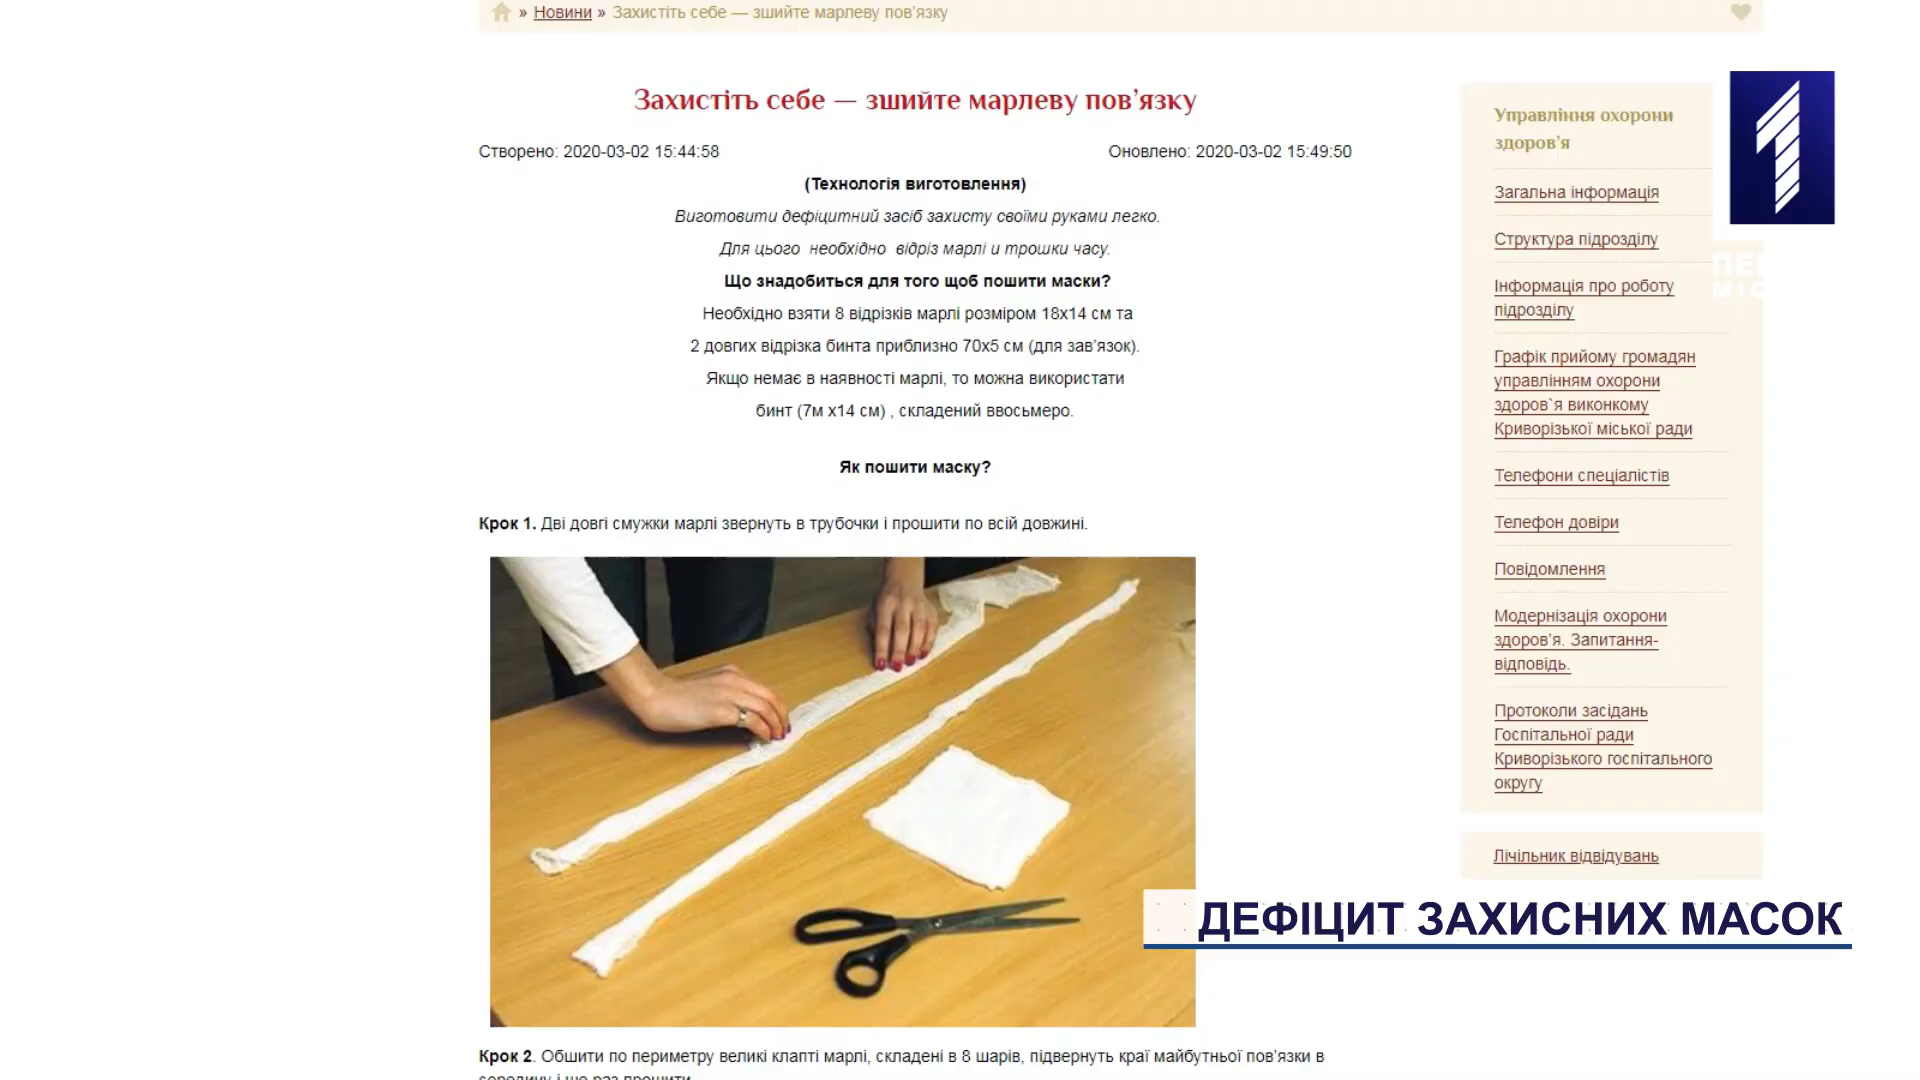 » Новини » Захистіть себе — зшийте марлеву пов’язку
Захистіть себе — зшийте марлеву пов’язку
Створено: 2020-03-02 15:44:58
Оновлено: 2020-03-02 15:49:50
(Технологія виготовлення)
Виготовити дефіцитний засіб захисту своїми руками легко.
Для цього необхідно відріз марлі и трошки часу.
Що знадобиться для того щоб пошити маски?
Необхідно взяти 8 відрізків марлі розміром 18х14 см та
2 довгих відрізка бинта приблизно 70х5 см (для зав’язок).
Якщо немає в наявності марлі, то можна використати
бинт (7м х14 см) , складений ввосьмеро.
Як пошити маску?
Крок 1. Дві довгі смужки марлі звернуть в трубочки і прошити по всій довжині.
Крок 2. Обшити по периметру великі клапті марлі, складені в 8 шарів, підвернуть краї майбутньої пов’язки в
середину і ще раз прошити.
Управління охорони
здоров’я
Загальна інформація
Структура підрозділу
Інформація про роботу
підрозділу
Графік прийому громадян
управлінням охорони
здоров`я виконкому
Криворізької міської ради
Телефони спеціалістів
Телефон довіри
Повідомлення
Модернізація охорони
здоров’я. Запитання-
відповідь.
Протоколи засідань
Госпітальної ради
Криворізького госпітального
округу
Лічильник відвідувань
1
ДЕФІЦИТ ЗАХИСНИХ МАСОК